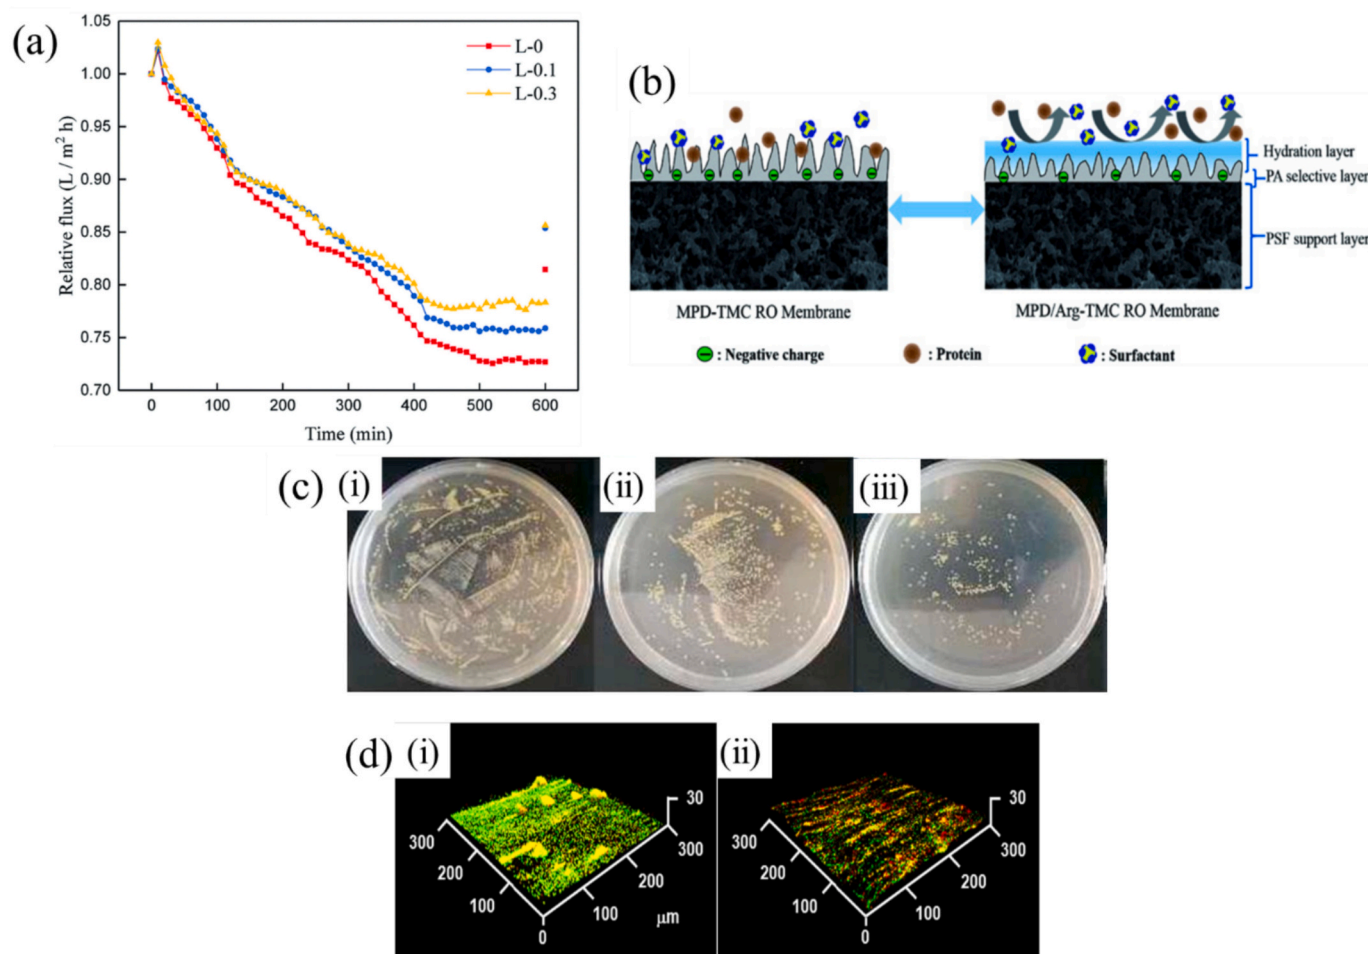 (a)
1.05
1.00
0.95
0.90
0.85
0.80
0.75
0.70
Relative flux (L / m² h)
L-0
L-0.1
L-0.3
0 100 200 300 400 500 600
Time (min)
(b)
Hydration layer
PA selective layer
PSF support layer
MPD-TMC RO Membrane
MPD/Arg-TMC RO Membrane
: Negative charge
: Protein
: Surfactant
(c)
(i)
(ii)
(iii)
(d)
(i)
30
300
300
200
200
100
100
0
μm
(ii)
30
300
300
200
200
100
100
0